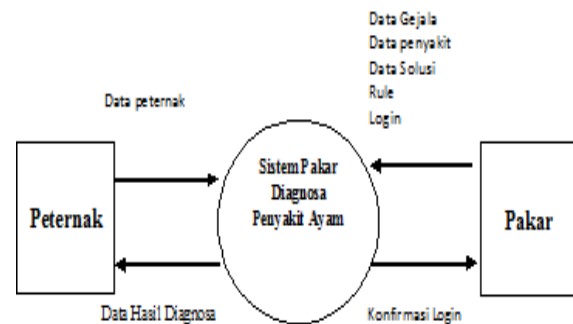 Data Gejala
Data penyakit
Data Solusi
Rule
Login
Data peternak
Peternak
Sistem Pakar
Diagnosa
Penyakit Ayam
Pakar
Data Hasil Diagnosa
Konfirmasi Login